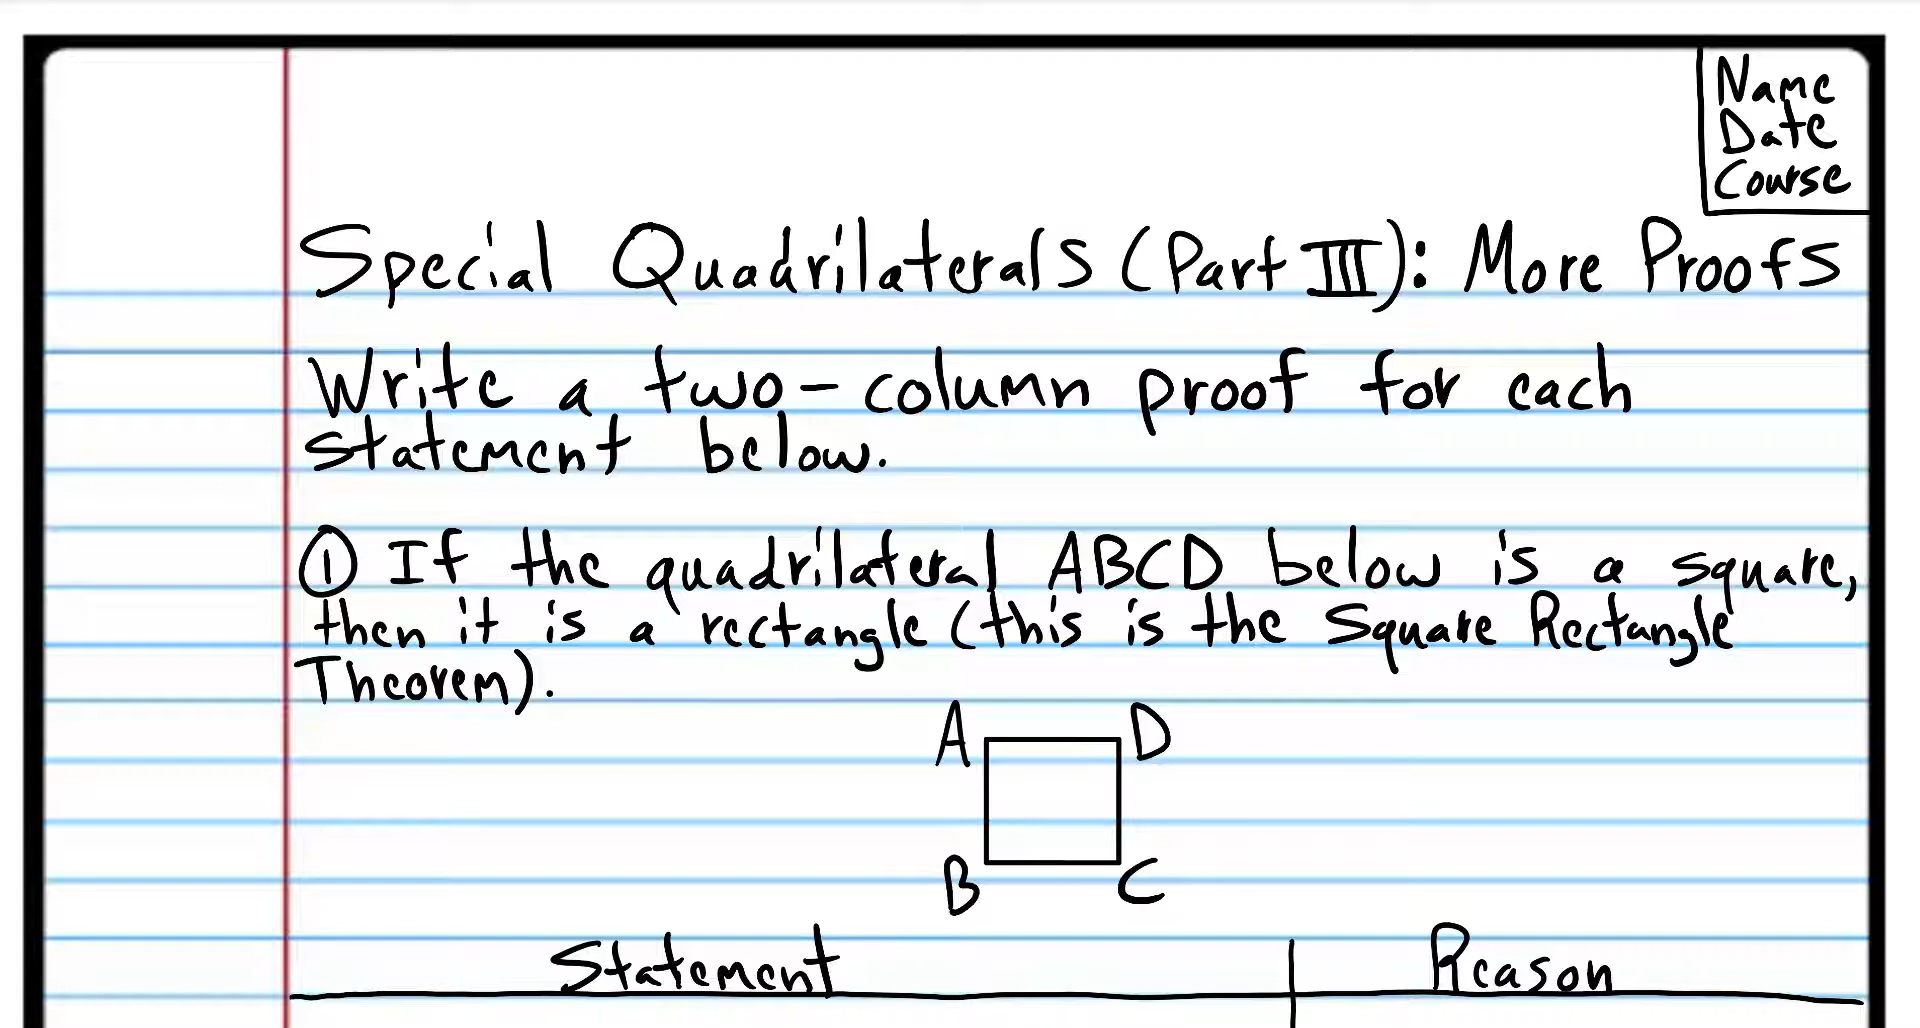 Name
Date
Course
Special Quadrilaterals (Part III): More Proofs
Write a two-column proof for each
statement below.
① If the quadrilateral ABCD below is a square,
then it is a rectangle (this is the Square Rectangle
Theorem).
A D
B C
Statement Reason